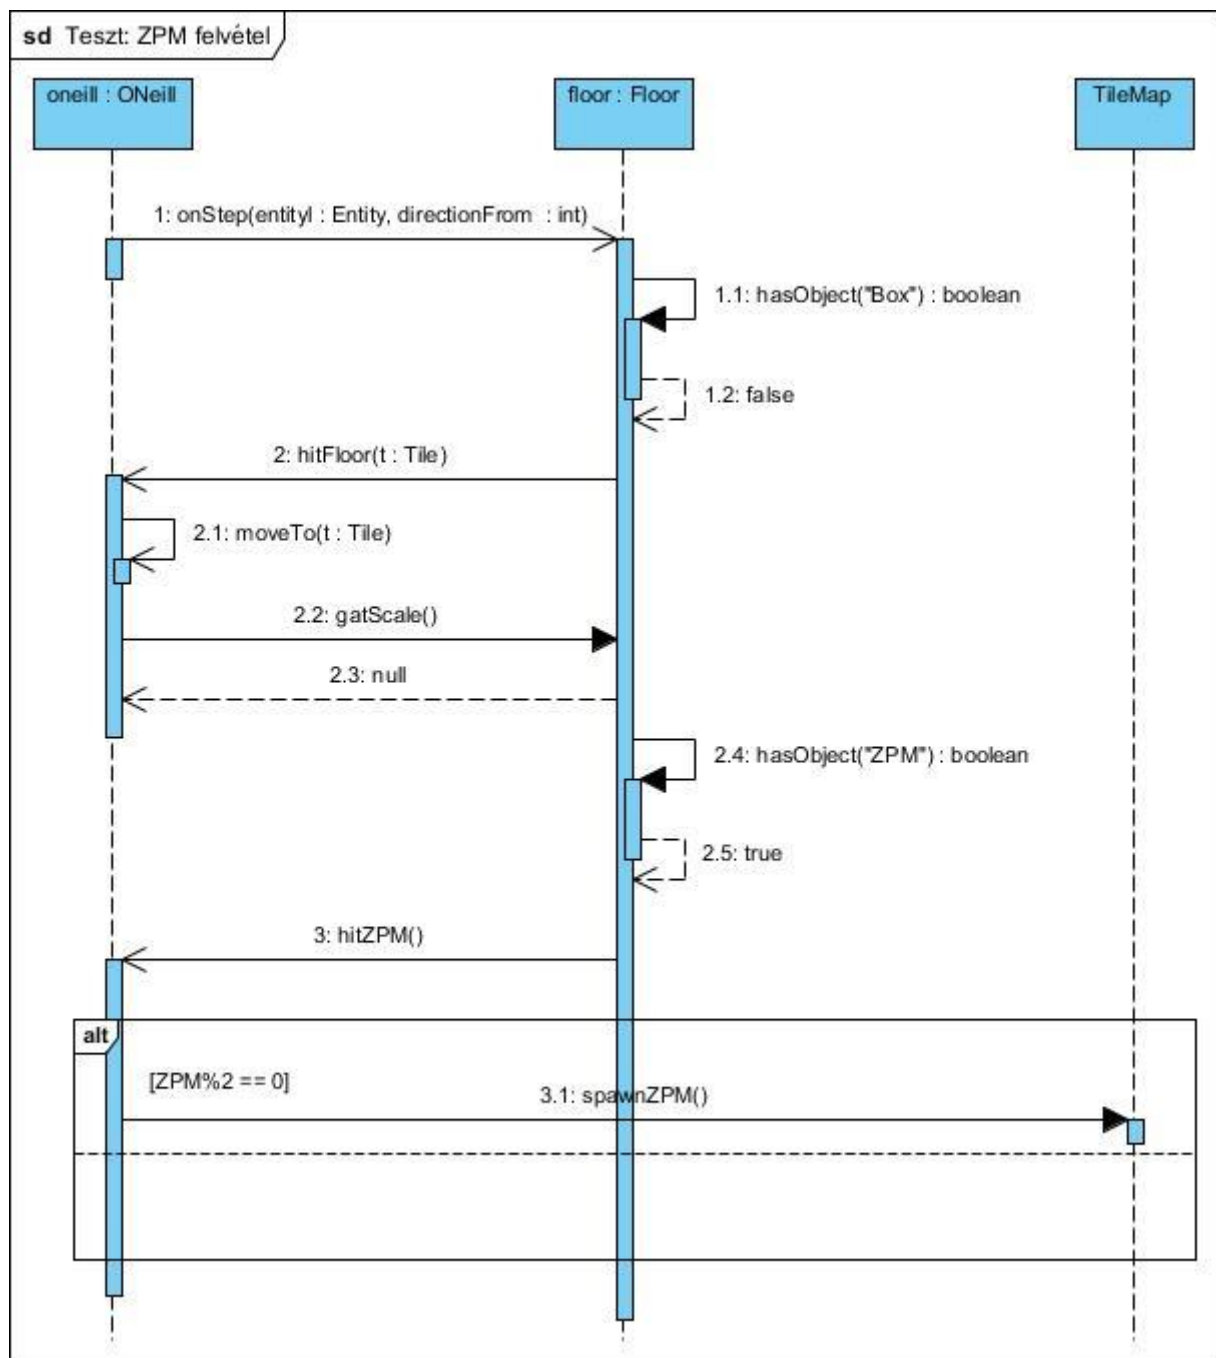 sd Teszt: ZPM felvétel
oneill : ONeill
floor : Floor
TileMap
1: onStep(entityl : Entity, directionFrom : int)
1.1: hasObject("Box") : boolean
1.2: false
2: hitFloor(t : Tile)
2.1: moveTo(t : Tile)
2.2: gatScale()
2.3: null
2.4: hasObject("ZPM") : boolean
2.5: true
3: hitZPM()
alt
[ZPM%2 == 0]
3.1: spawnZPM()